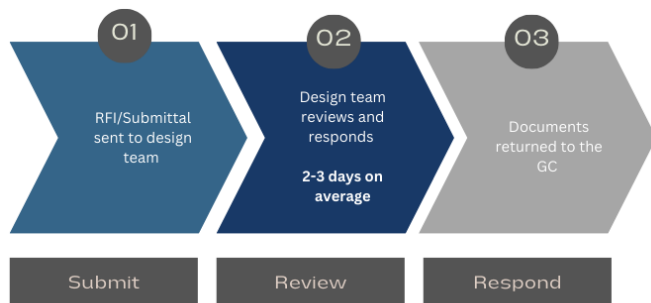 01
RFI/Submittal
sent to design
team
02
Design team
reviews and
responds
2-3 days on
average
03
Documents
returned to the
GC
Submit
Review
Respond